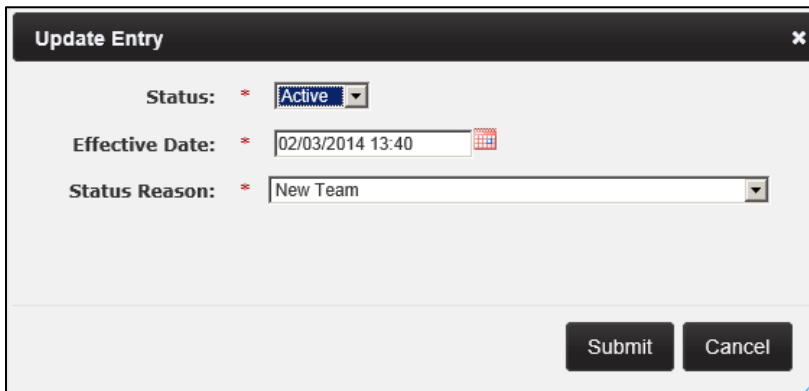 Update Entry
Status: * Active
Effective Date: * 02/03/2014 13:40
Status Reason: * New Team
Submit Cancel